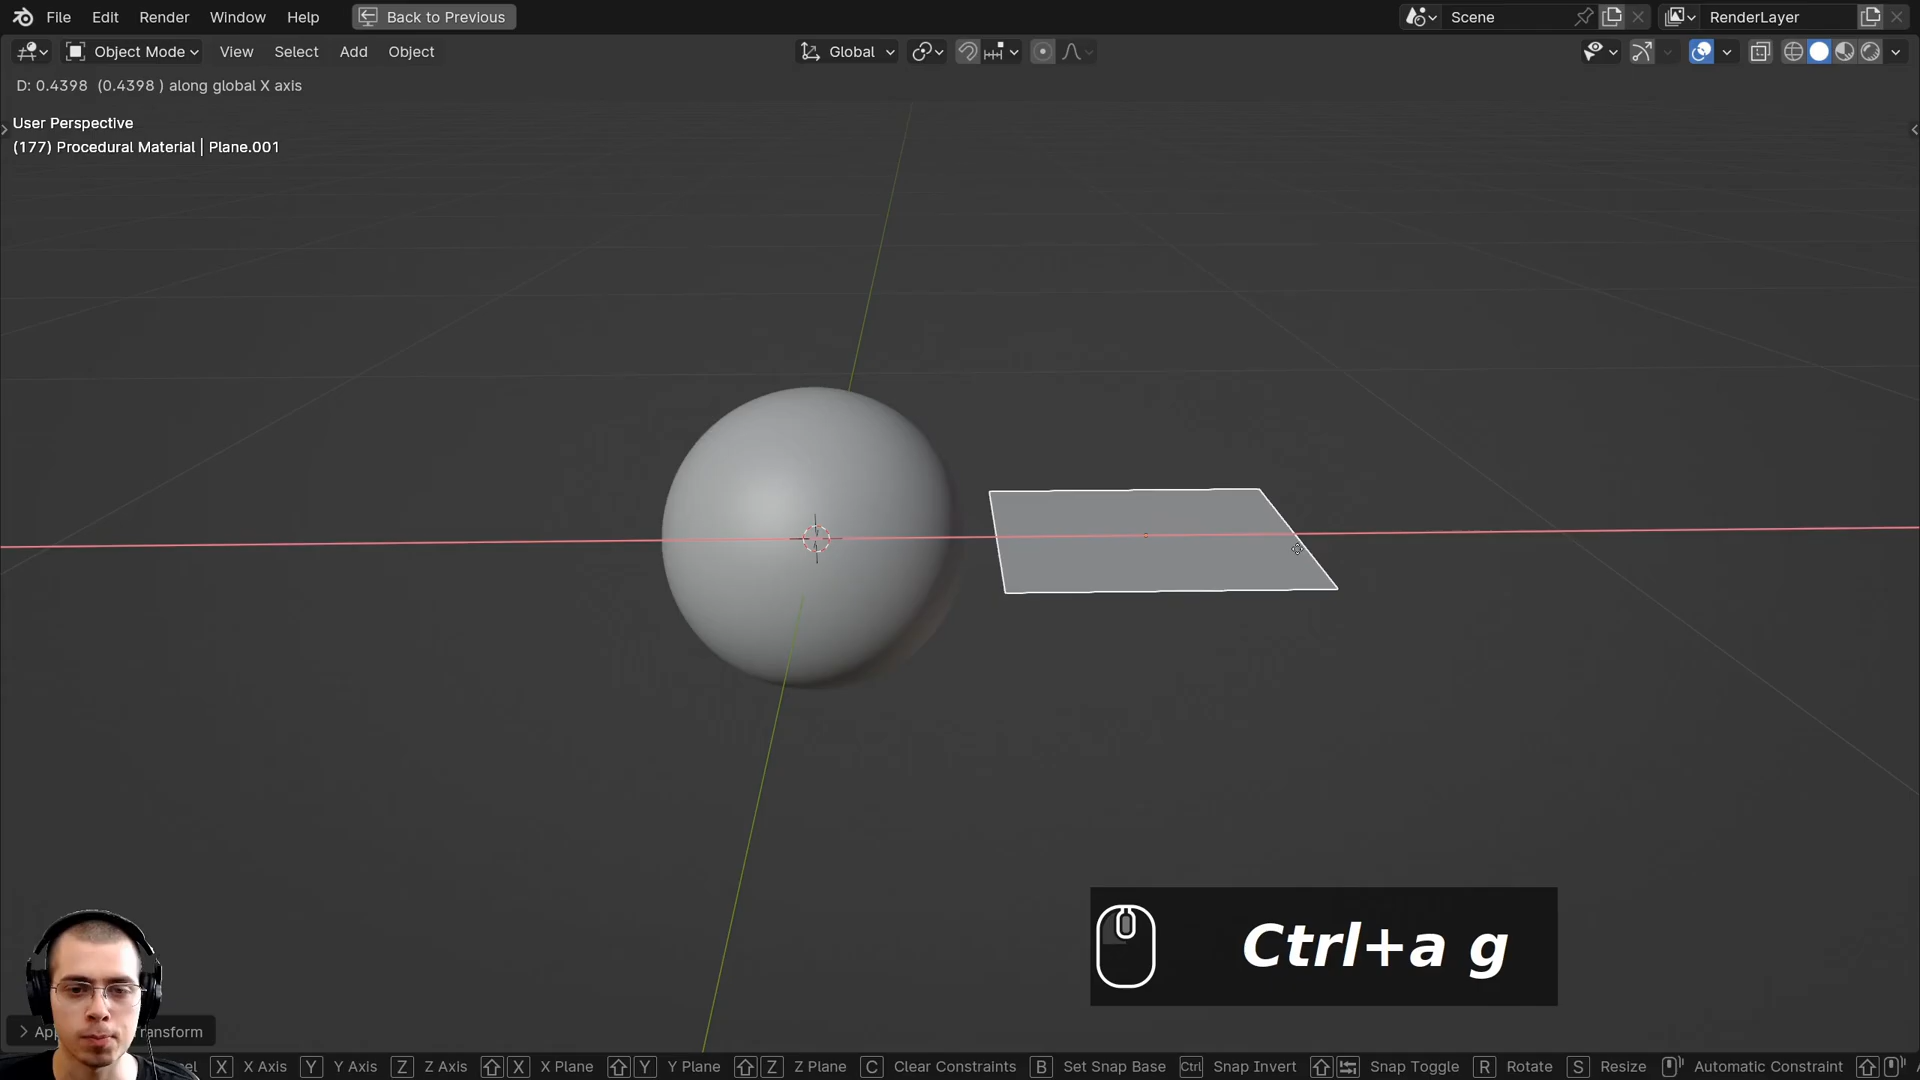 File Edit Render Window Help Back to Previous Scene RenderLayer
Object Mode View Select Add Object Global
D: 0.4398 (0.4398 ) along global X axis
User Perspective
(177) Procedural Material | Plane.001
Ctrl+a g
X X Axis Y Y Axis Z Z Axis X X Plane Y Y Plane Z Z Plane C Clear Constraints B Set Snap Base Ctrl Snap Invert Snap Toggle R Rotate S Resize Automatic Constraint